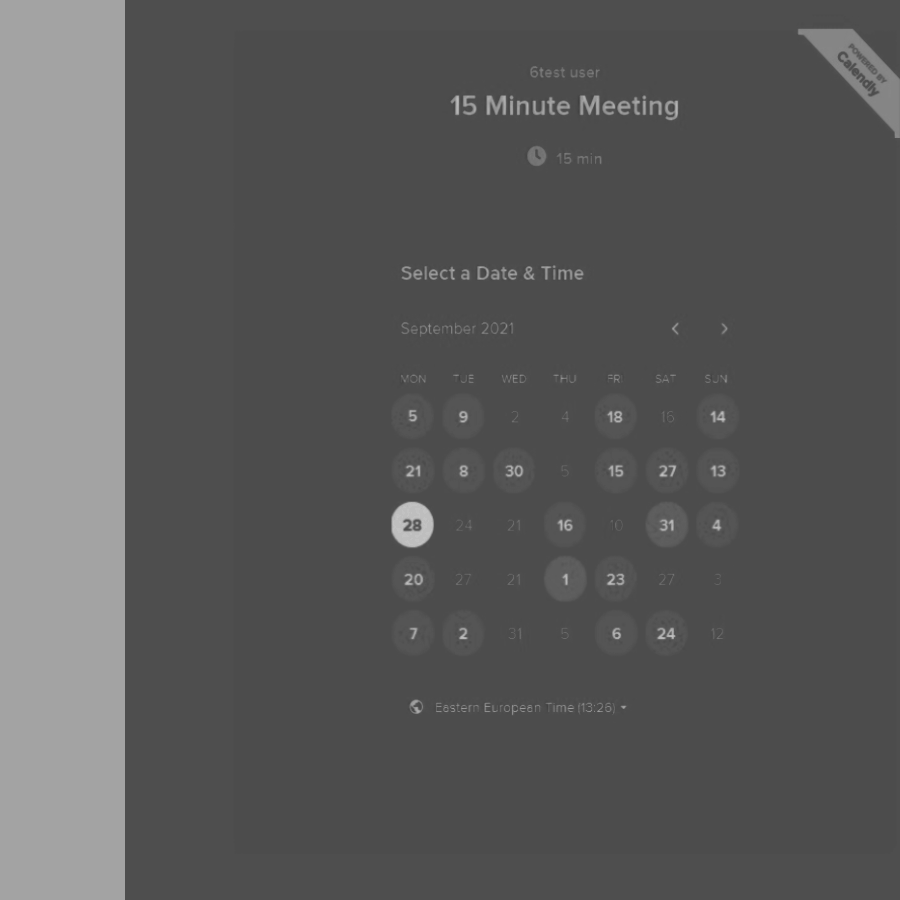 POWERED BY
Calendly
6test user
15 Minute Meeting
15 min
Select a Date & Time
September 2021
MON TUE WED THU FRI SAT SUN
5 9 2 4 18 16 14
21 8 30 5 15 27 13
28 24 21 16 10 31 4
20 27 21 1 23 27 3
7 2 31 5 6 24 12
Eastern European Time (13:26)